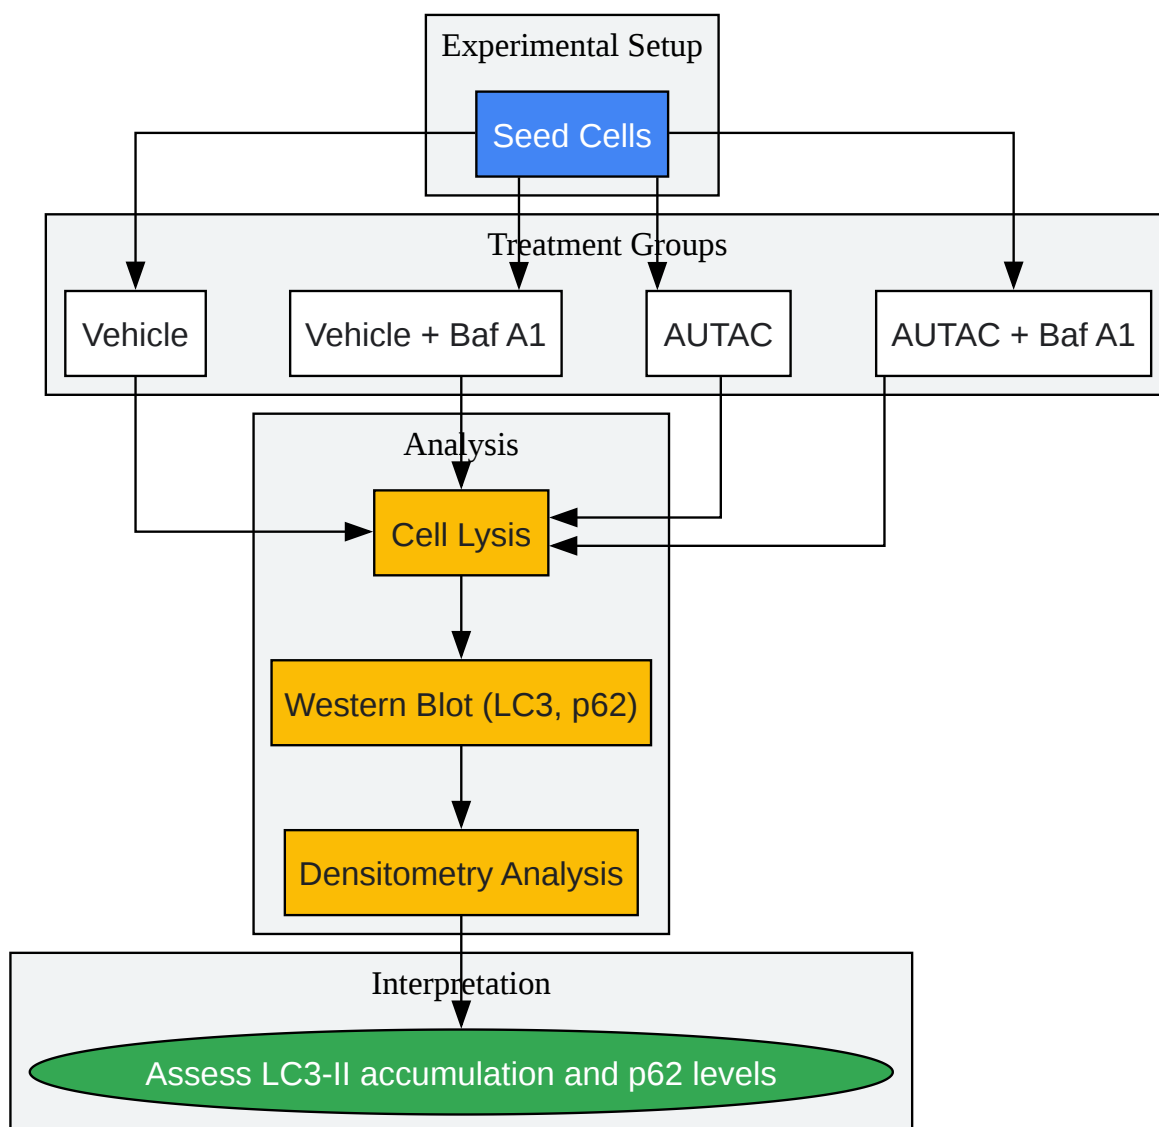 Experimental Setup
Seed Cells
Treatment Groups
Vehicle
Vehicle + Baf A1
AUTAC
AUTAC + Baf A1
Analysis
Cell Lysis
Western Blot (LC3, p62)
Densitometry Analysis
Interpretation
Assess LC3-II accumulation and p62 levels